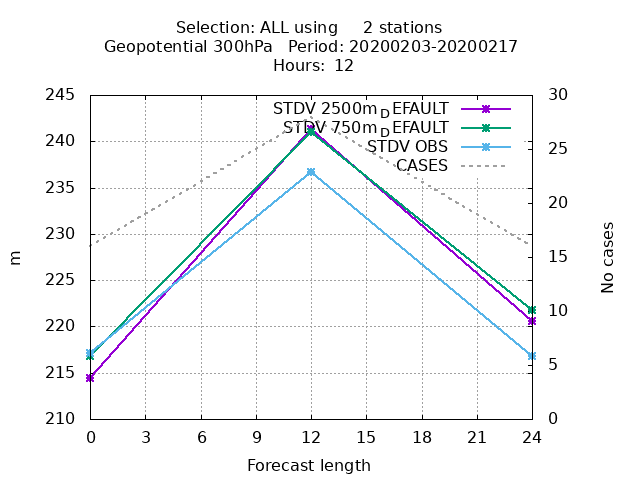 Selection: ALL using     2 stations
Geopotential 300hPa   Period: 20200203-20200217
Hours:  12
STDV 2500m_DEFAULT
STDV 750m_DEFAULT
STDV OBS
CASES
245
240
235
230
225
220
215
210
30
25
20
15
10
5
0
m
No cases
0 3 6 9 12 15 18 21 24
Forecast length